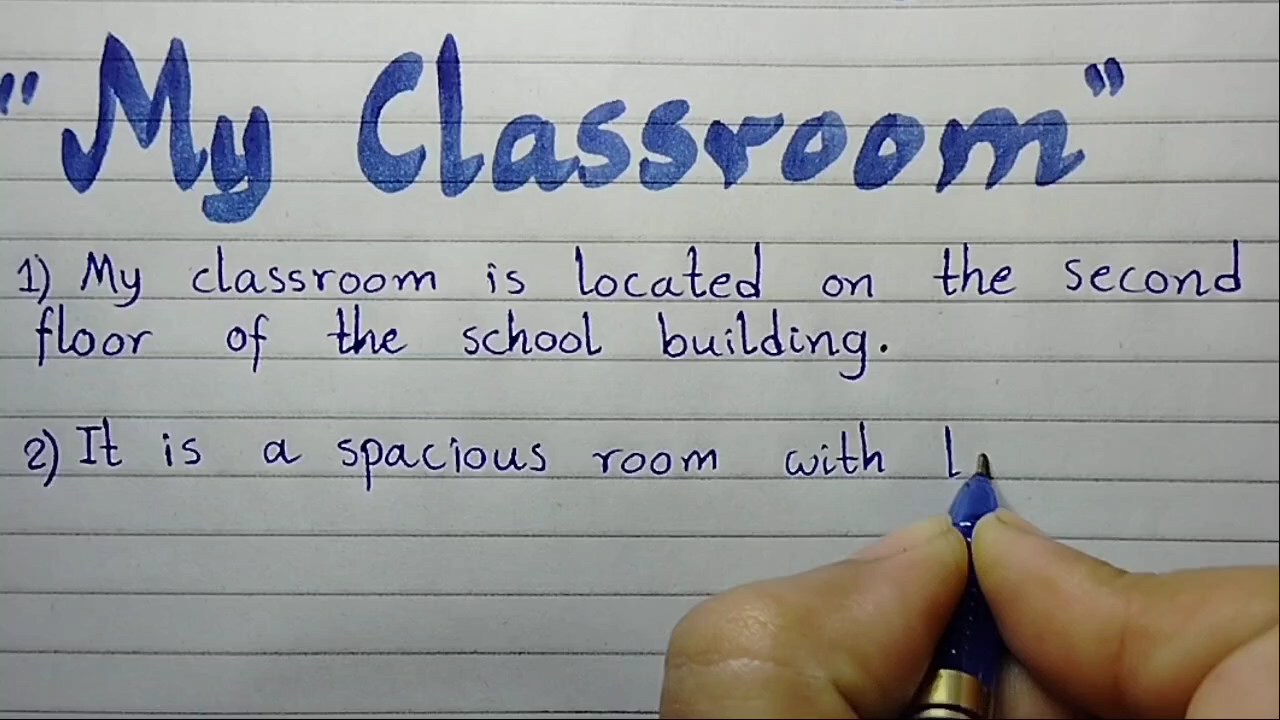 "My Classroom"
1) My classroom is located on the second
floor of the school building.
2) It is a spacious room with l